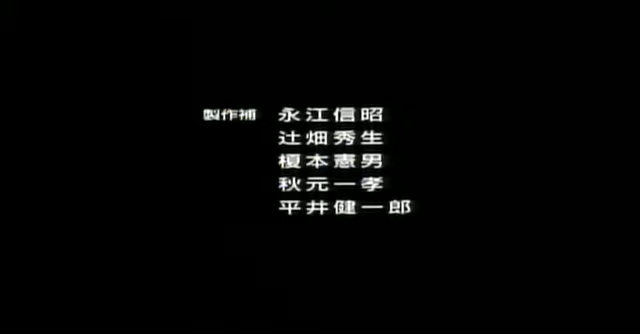 製作補 永江信昭
辻畑秀生
榎本憲男
秋元一孝
平井健一郎